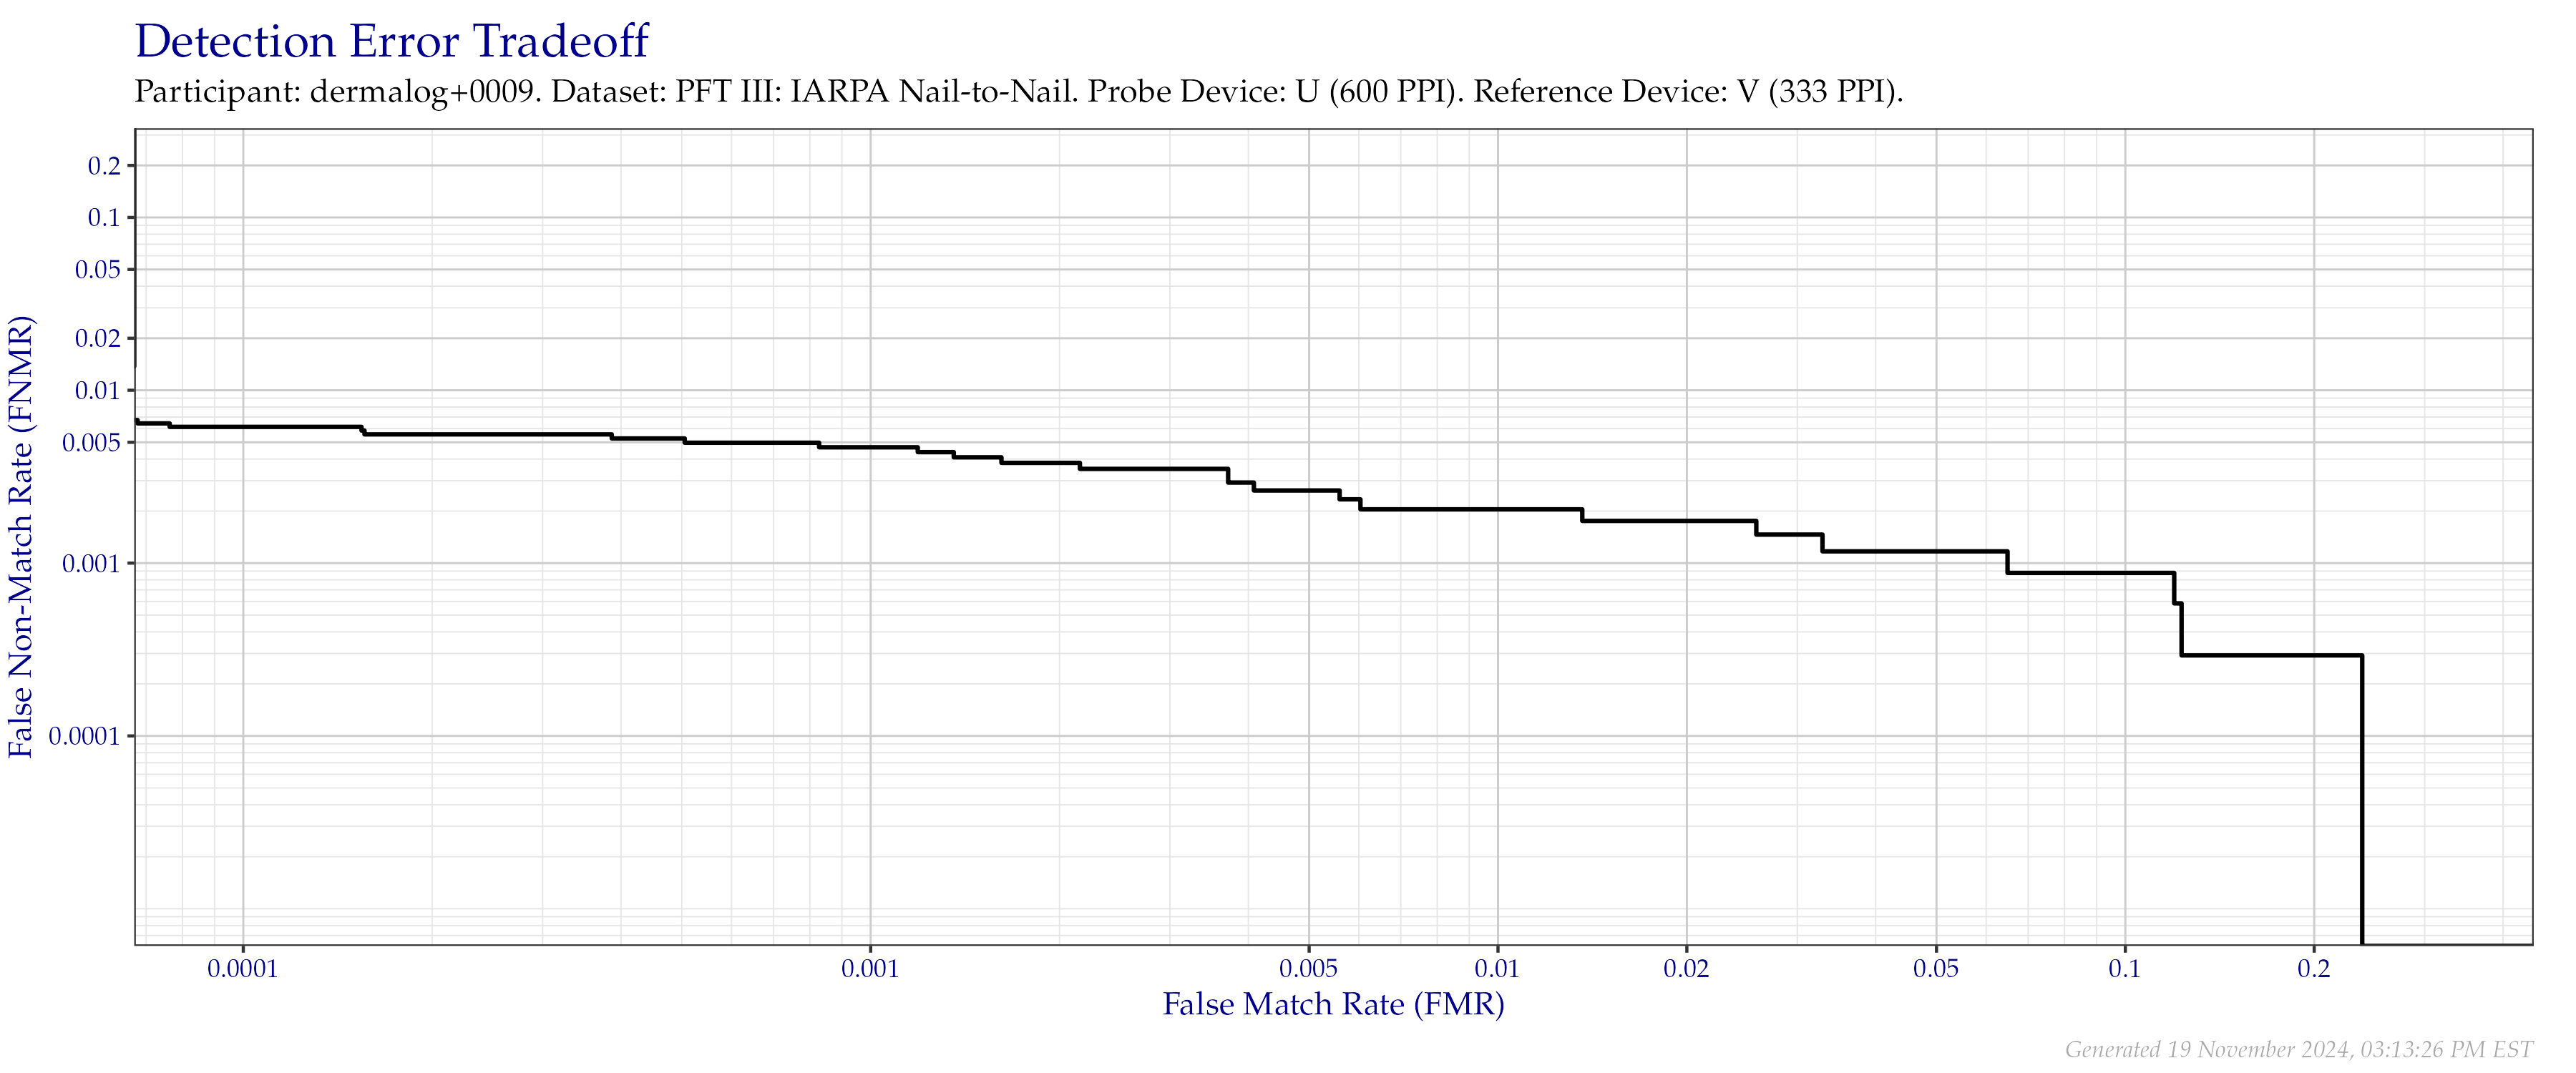 Detection Error Tradeoff
Participant: dermalog+0009. Dataset: PFT III: IARPA Nail-to-Nail. Probe Device: U (600 PPI). Reference Device: V (333 PPI).
False Non-Match Rate (FNMR)
0.2
0.1
0.05
0.02
0.01
0.005
0.001
0.0001
0.0001 0.001 0.005 0.01 0.02 0.05 0.1 0.2
False Match Rate (FMR)
Generated 19 November 2024, 03:13:26 PM EST